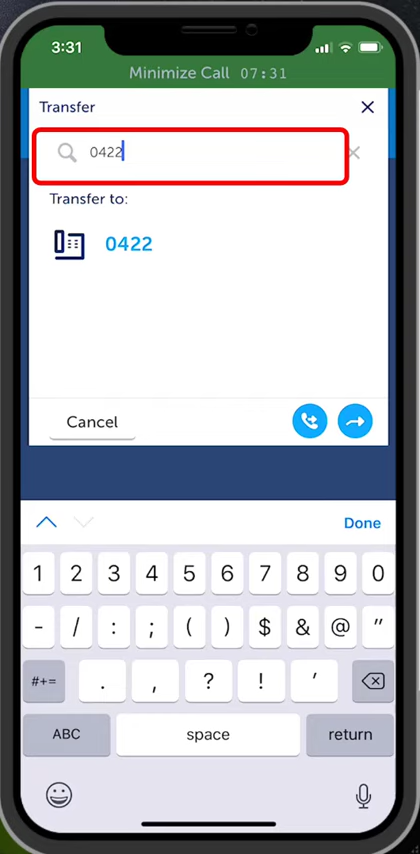 3:31
Minimize Call 07:31
Transfer
0422
Transfer to:
0422
Cancel
Done
1 2 3 4 5 6 7 8 9 0
- / : ; ( ) $ & @ "
#+= . , ? ! ' 
ABC space return